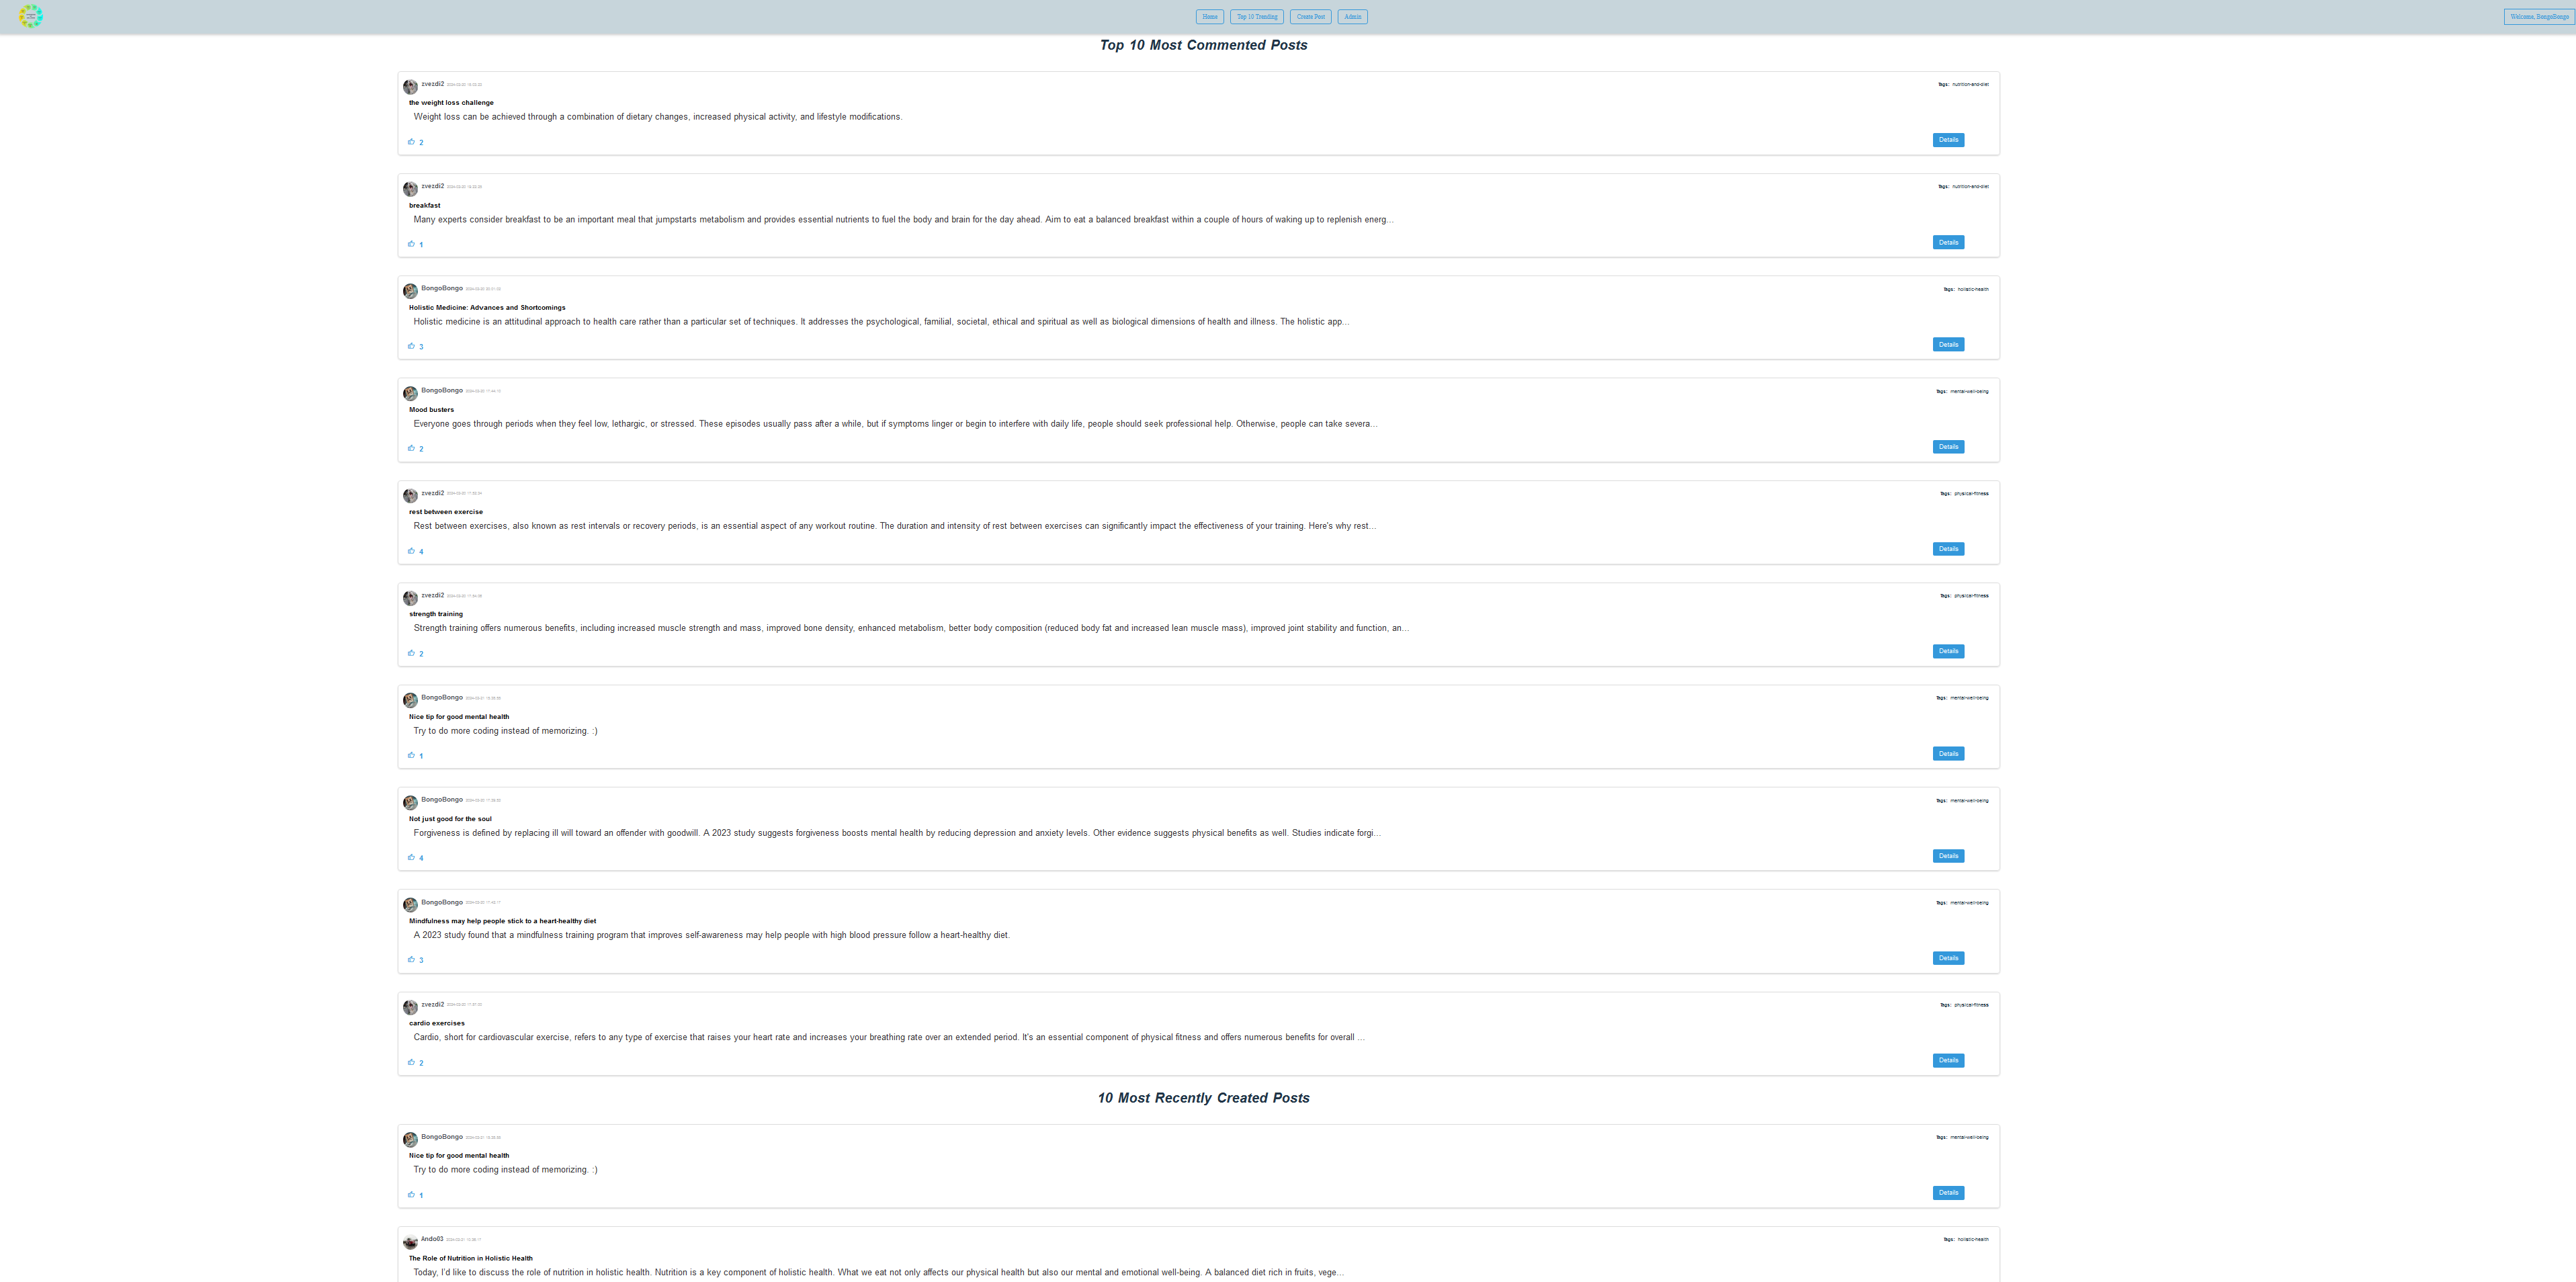 Home Top 10 Trending Create Post Admin Welcome, BongoBongo
Top 10 Most Commented Posts
zvezdi2
Tags: nutrition-and-diet
the weight loss challenge
Weight loss can be achieved through a combination of dietary changes, increased physical activity, and lifestyle modifications.
2
Details
zvezdi2
Tags: nutrition-and-diet
breakfast
Many experts consider breakfast to be an important meal that jumpstarts metabolism and provides essential nutrients to fuel the body and brain for the day ahead. Aim to eat a balanced breakfast within a couple of hours of waking up to replenish energ...
1
Details
BongoBongo
Tags: holistic-health
Holistic Medicine: Advances and Shortcomings
Holistic medicine is an attitudinal approach to health care rather than a particular set of techniques. It addresses the psychological, familial, societal, ethical and spiritual as well as biological dimensions of health and illness. The holistic app...
3
Details
BongoBongo
Tags: mental-well-being
Mood busters
Everyone goes through periods when they feel low, lethargic, or stressed. These episodes usually pass after a while, but if symptoms linger or begin to interfere with daily life, people should seek professional help. Otherwise, people can take severa...
2
Details
zvezdi2
Tags: physical-fitness
rest between exercise
Rest between exercises, also known as rest intervals or recovery periods, is an essential aspect of any workout routine. The duration and intensity of rest between exercises can significantly impact the effectiveness of your training. Here's why rest...
4
Details
zvezdi2
Tags: physical-fitness
strength training
Strength training offers numerous benefits, including increased muscle strength and mass, improved bone density, enhanced metabolism, better body composition (reduced body fat and increased lean muscle mass), improved joint stability and function, an...
2
Details
BongoBongo
Tags: mental-well-being
Nice tip for good mental health
Try to do more coding instead of memorizing. :)
1
Details
BongoBongo
Tags: mental-well-being
Not just good for the soul
Forgiveness is defined by replacing ill will toward an offender with goodwill. A 2023 study suggests forgiveness boosts mental health by reducing depression and anxiety levels. Other evidence suggests physical benefits as well. Studies indicate forgi...
4
Details
BongoBongo
Tags: mental-well-being
Mindfulness may help people stick to a heart-healthy diet
A 2023 study found that a mindfulness training program that improves self-awareness may help people with high blood pressure follow a heart-healthy diet.
3
Details
zvezdi2
Tags: physical-fitness
cardio exercises
Cardio, short for cardiovascular exercise, refers to any type of exercise that raises your heart rate and increases your breathing rate over an extended period. It's an essential component of physical fitness and offers numerous benefits for overall ...
2
Details
10 Most Recently Created Posts
BongoBongo
Tags: mental-well-being
Nice tip for good mental health
Try to do more coding instead of memorizing. :)
1
Details
Ando03
Tags: holistic-health
The Role of Nutrition in Holistic Health
Today, I'd like to discuss the role of nutrition in holistic health. Nutrition is a key component of holistic health. What we eat not only affects our physical health but also our mental and emotional well-being. A balanced diet rich in fruits, vege...